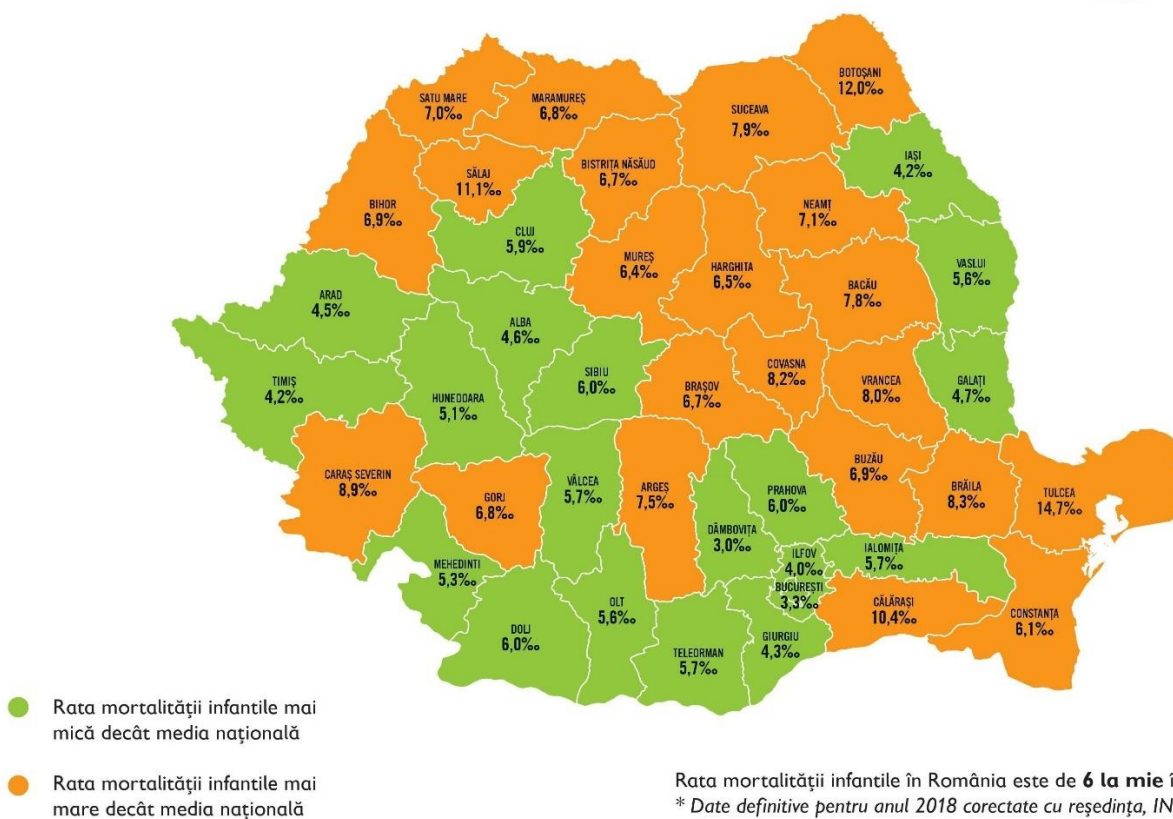 BOTOȘANI
12,0‰
SATU MARE
7,0‰
MARAMUREȘ
6,8‰
SUCEAVA
7,9‰
IAȘI
4,2‰
BISTRIȚA NĂSĂUD
6,7‰
SĂLAJ
11,1‰
BIHOR
6,9‰
NEAMȚ
7,1‰
CLUJ
5,9‰
MUREȘ
6,4‰
HARGHITA
6,5‰
VASLUI
5,6‰
BACĂU
7,8‰
ARAD
4,5‰
ALBA
4,6‰
COVASNA
8,2‰
SIBIU
6,0‰
TIMIȘ
4,2‰
HUNEDOARA
5,1‰
BRAȘOV
6,7‰
VRANCEA
8,0‰
GALAȚI
4,7‰
BUZĂU
6,9‰
CARAȘ SEVERIN
8,9‰
VÂLCEA
5,7‰
ARGEȘ
7,5‰
PRAHOVA
6,0‰
BRĂILA
8,3‰
TULCEA
14,7‰
GORJ
6,8‰
DÂMBOVIȚA
3,0‰
ILFOV
4,0‰
IALOMIȚA
5,7‰
MEHEDINTI
5,3‰
BUCUREȘTI
3,3‰
OLT
5,6‰
CĂLĂRAȘI
10,4‰
CONSTANȚA
6,1‰
DOLJ
6,0‰
TELEORMAN
5,7‰
GIURGIU
4,3‰
Rata mortalității infantile mai
mică decât media națională
Rata mortalității infantile mai
mare decât media națională
Rata mortalității infantile în România este de 6 la mie î
* Date definitive pentru anul 2018 corectate cu reședința, IN